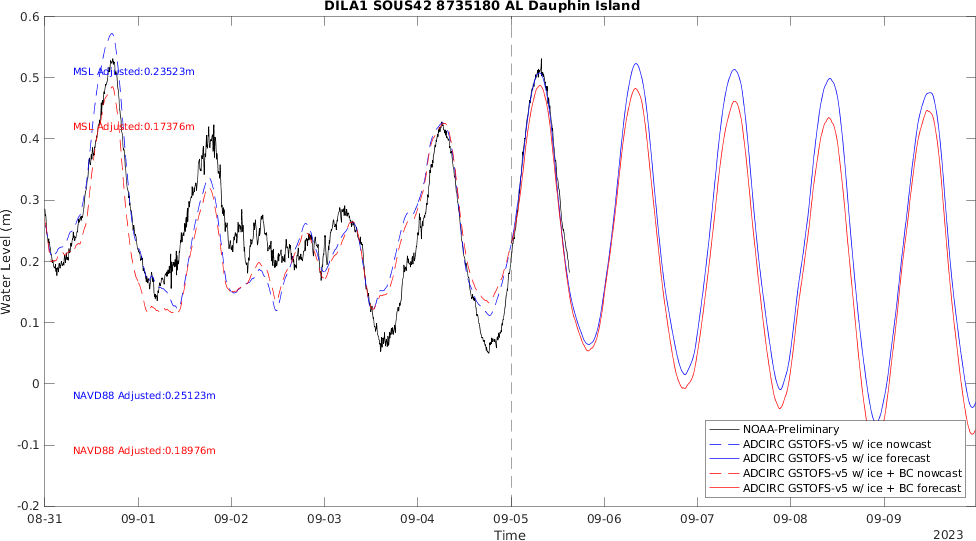 DILA1 SOUS42 8735180 AL Dauphin Island
0.6
0.5
0.4
0.3
0.2
0.1
0
-0.1
-0.2
Water Level (m)
MSL Adjusted:0.23523m
MSL Adjusted:0.17376m
NAVD88 Adjusted:0.25123m
NAVD88 Adjusted:0.18976m
NOAA-Preliminary
ADCIRC GSTOFS-v5 w/ ice nowcast
ADCIRC GSTOFS-v5 w/ ice forecast
ADCIRC GSTOFS-v5 w/ ice + BC nowcast
ADCIRC GSTOFS-v5 w/ ice + BC forecast
08-31 09-01 09-02 09-03 09-04 09-05 09-06 09-07 09-08 09-09
Time
2023